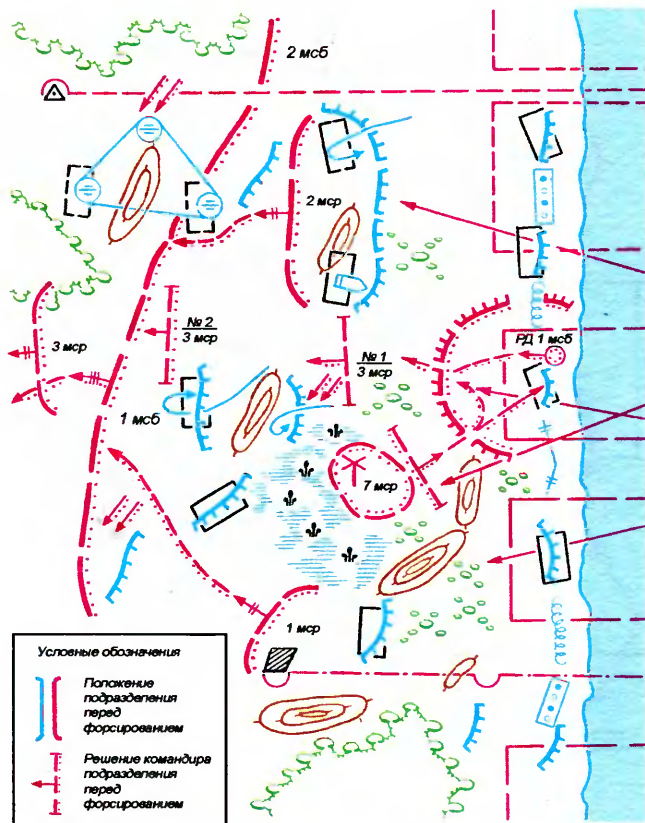 2 мсб
2 мср
№ 2
3 мср
№ 1
3 мср
3 мср
РД 1 мсб
1 мсб
7 мср
1 мср
Условные обозначения
Положение
подразделения
перед
форсированием
Решение командира
подразделения
перед
форсированием